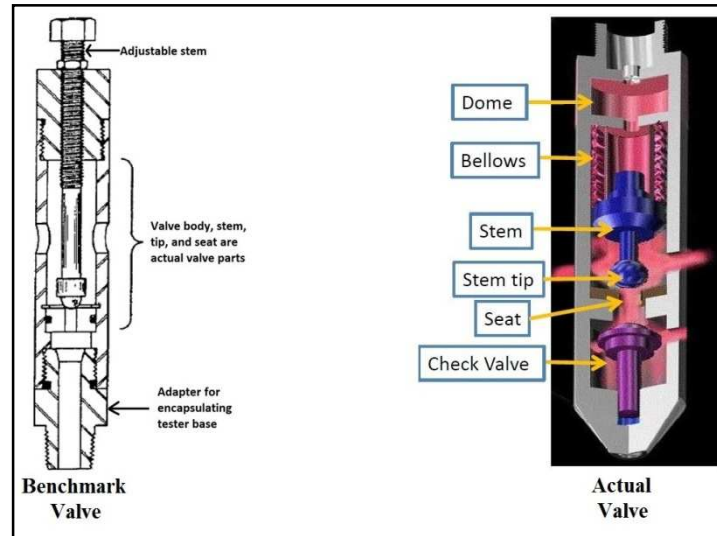 Adjustable stem
Valve body, stem,
tip, and seat are
actual valve parts
Adapter for
encapsulating
tester base
Benchmark
Valve
Dome
Bellows
Stem
Stem tip
Seat
Check Valve
Actual
Valve